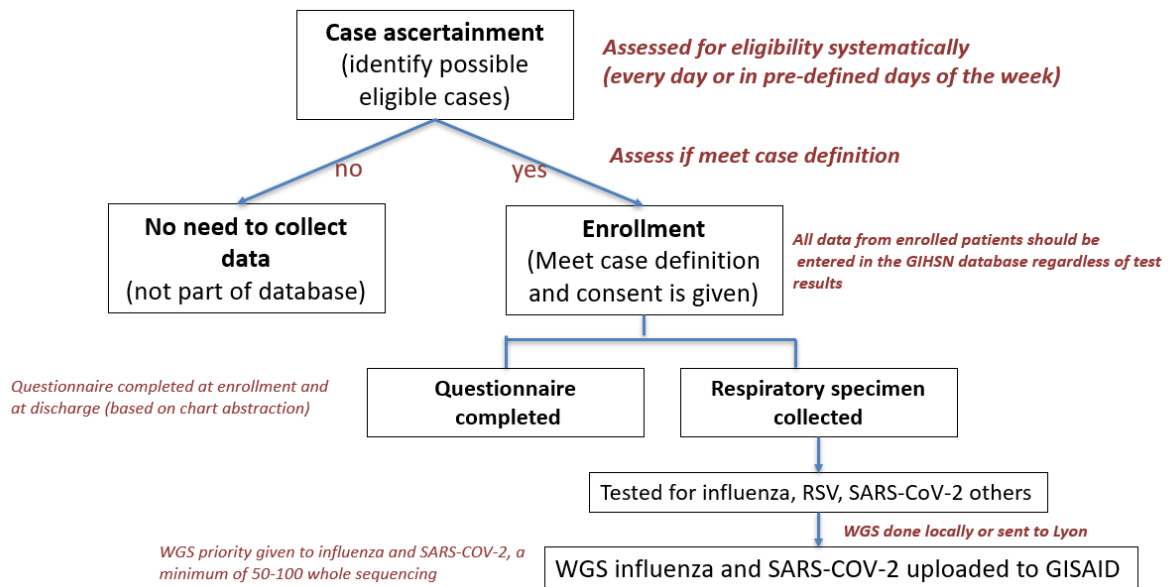 Case ascertainment
(identify possible
eligible cases)
Assessed for eligibility systematically
(every day or in pre-defined days of the week)
Assess if meet case definition
no
yes
No need to collect
data
(not part of database)
Enrollment
(Meet case definition
and consent is given)
All data from enrolled patients should be
entered in the GIHSN database regardless of test
results
Questionnaire completed at enrollment and
at discharge (based on chart abstraction)
Questionnaire
completed
Respiratory specimen
collected
Tested for influenza, RSV, SARS-CoV-2 others
WGS done locally or sent to Lyon
WGS priority given to influenza and SARS-COV-2, a
minimum of 50-100 whole sequencing
WGS influenza and SARS-COV-2 uploaded to GISAID